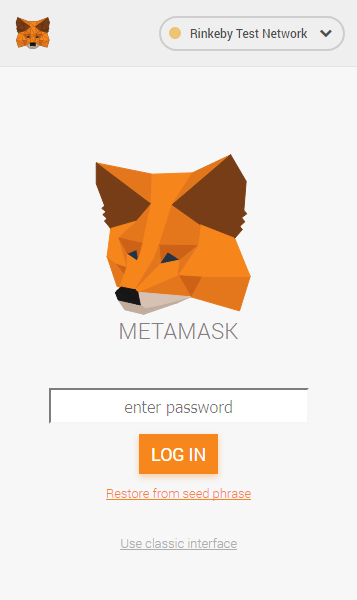 Rinkeby Test Network
METAMASK
enter password
LOG IN
Restore from seed phrase
Use classic interface